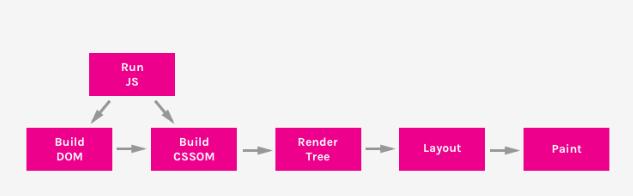 Run
JS
Build
DOM
Build
CSSOM
Render
Tree
Layout
Paint